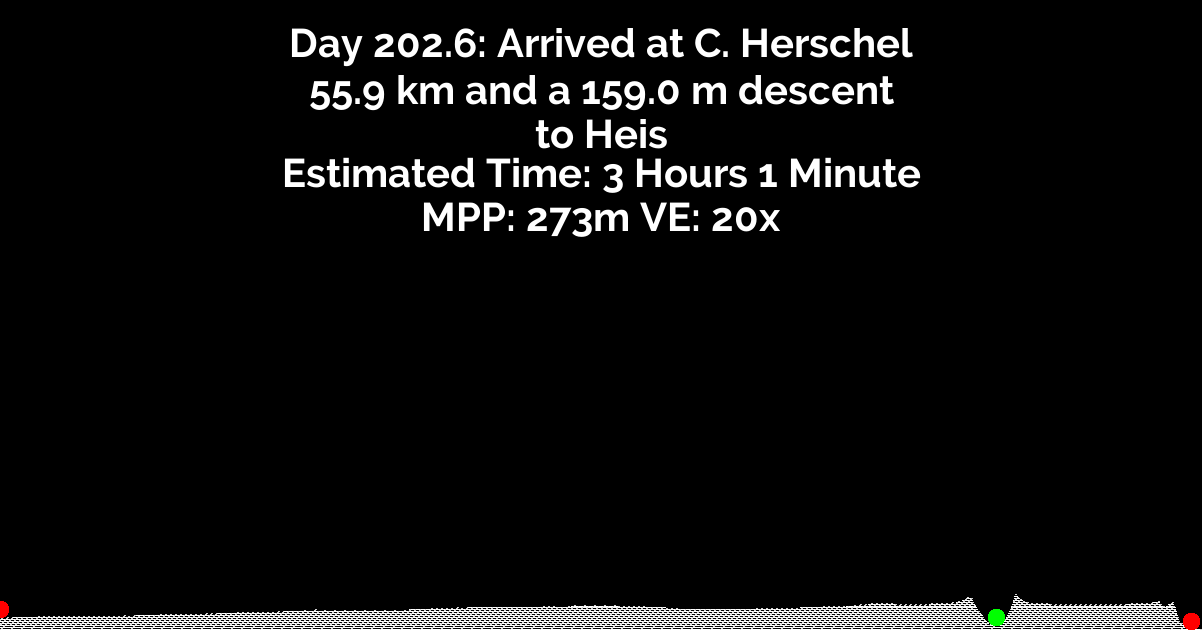 Day 202.6: Arrived at C. Herschel
55.9 km and a 159.0 m descent
to Heis
Estimated Time: 3 Hours 1 Minute
MPP: 273m VE: 20x